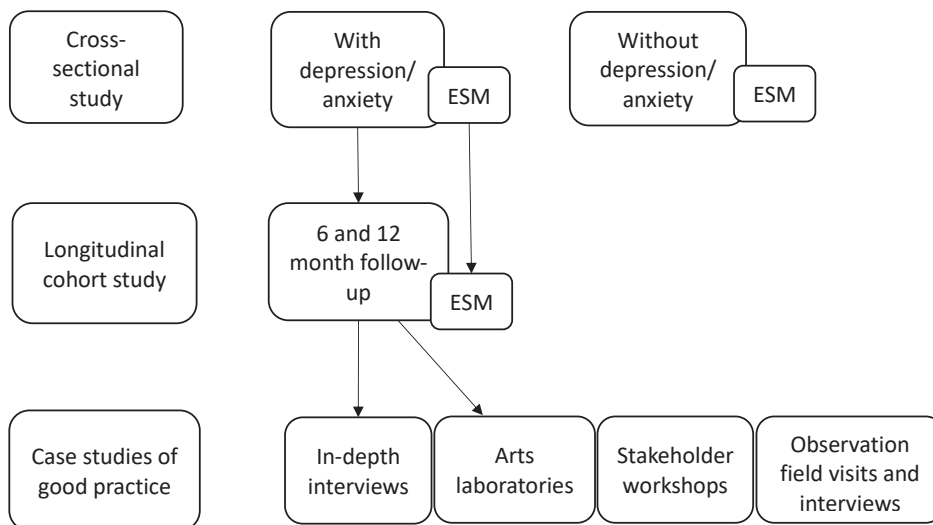 Cross-
sectional
study
With
depression/
anxiety
ESM
Without
depression/
anxiety
ESM
Longitudinal
cohort study
6 and 12
month follow-
up
ESM
Case studies of
good practice
In-depth
interviews
Arts
laboratories
Stakeholder
workshops
Observation
field visits and
interviews